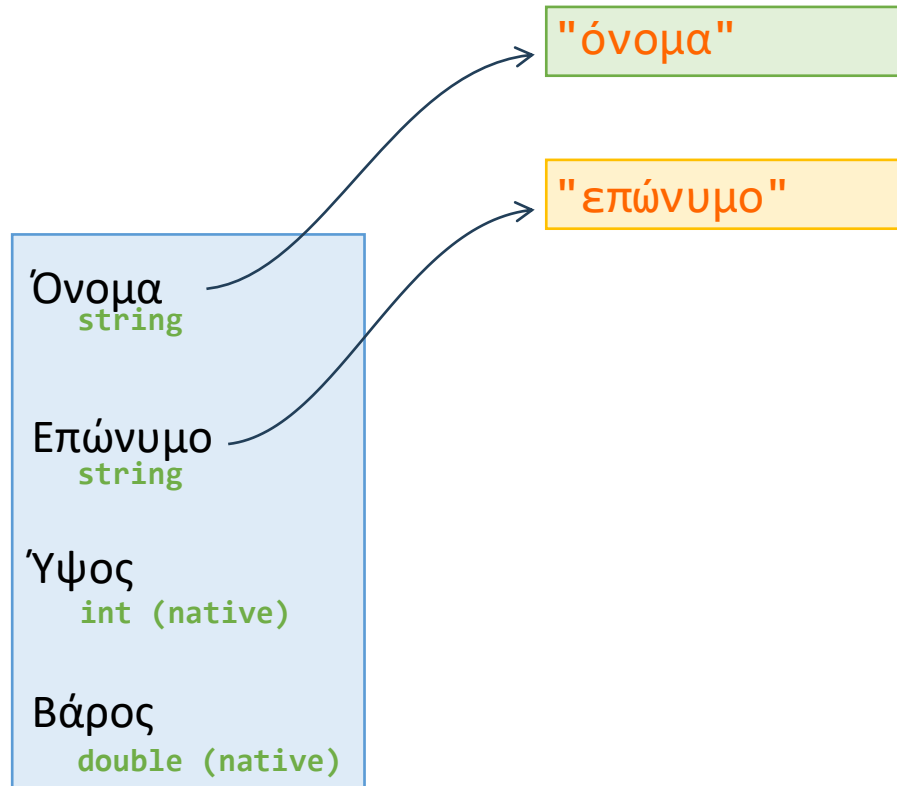 "όνομα"
"επώνυμο"
Όνομα
string
Επώνυμο
string
Ύψος
int (native)
Βάρος
double (native)